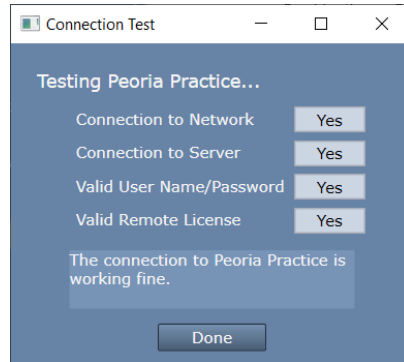 Connection Test
Testing Peoria Practice...
Connection to Network Yes
Connection to Server Yes
Valid User Name/Password Yes
Valid Remote License Yes
The connection to Peoria Practice is
working fine.
Done